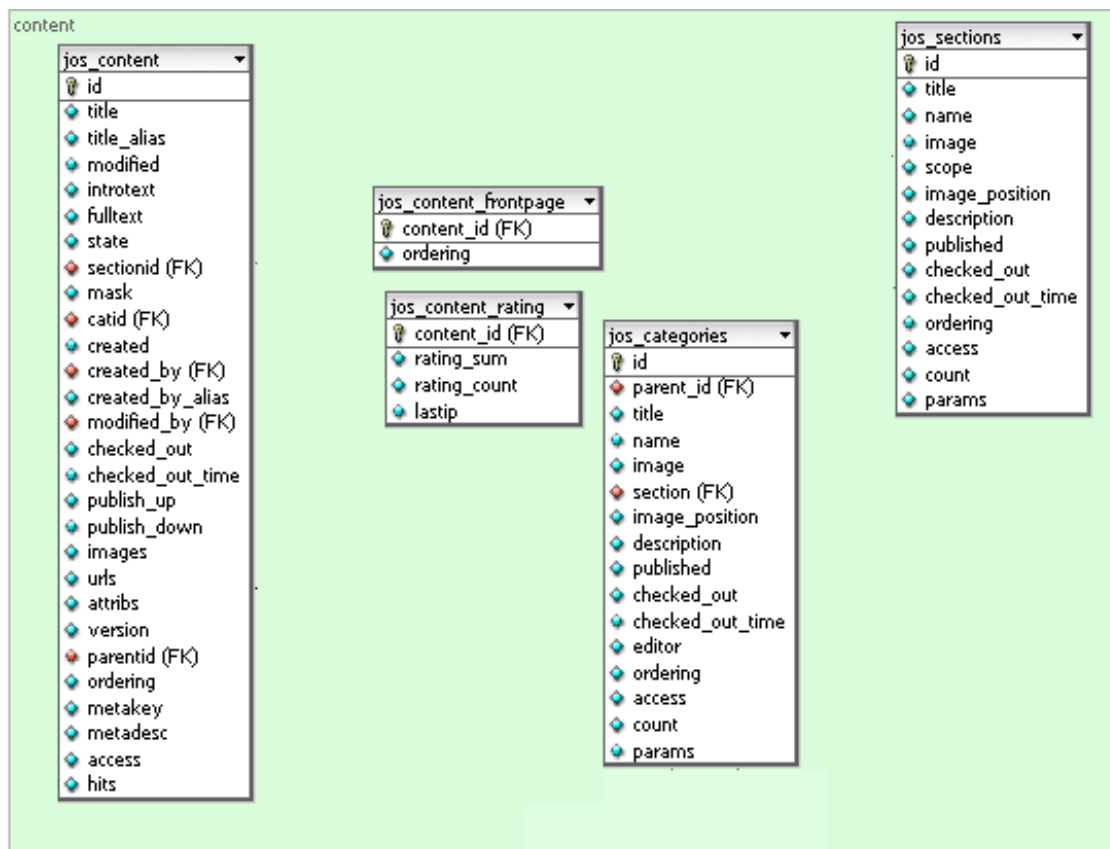 content
jos_content
id
title
title_alias
modified
introtext
fulltext
state
sectionid (FK)
mask
catid (FK)
created
created_by (FK)
created_by_alias
modified_by (FK)
checked_out
checked_out_time
publish_up
publish_down
images
urls
attribs
version
parentid (FK)
ordering
metakey
metadesc
access
hits
jos_content_frontpage
content_id (FK)
ordering
jos_content_rating
content_id (FK)
rating_sum
rating_count
lastip
jos_categories
id
parent_id (FK)
title
name
image
section (FK)
image_position
description
published
checked_out
checked_out_time
editor
ordering
access
count
params
jos_sections
id
title
name
image
scope
image_position
description
published
checked_out
checked_out_time
ordering
access
count
params